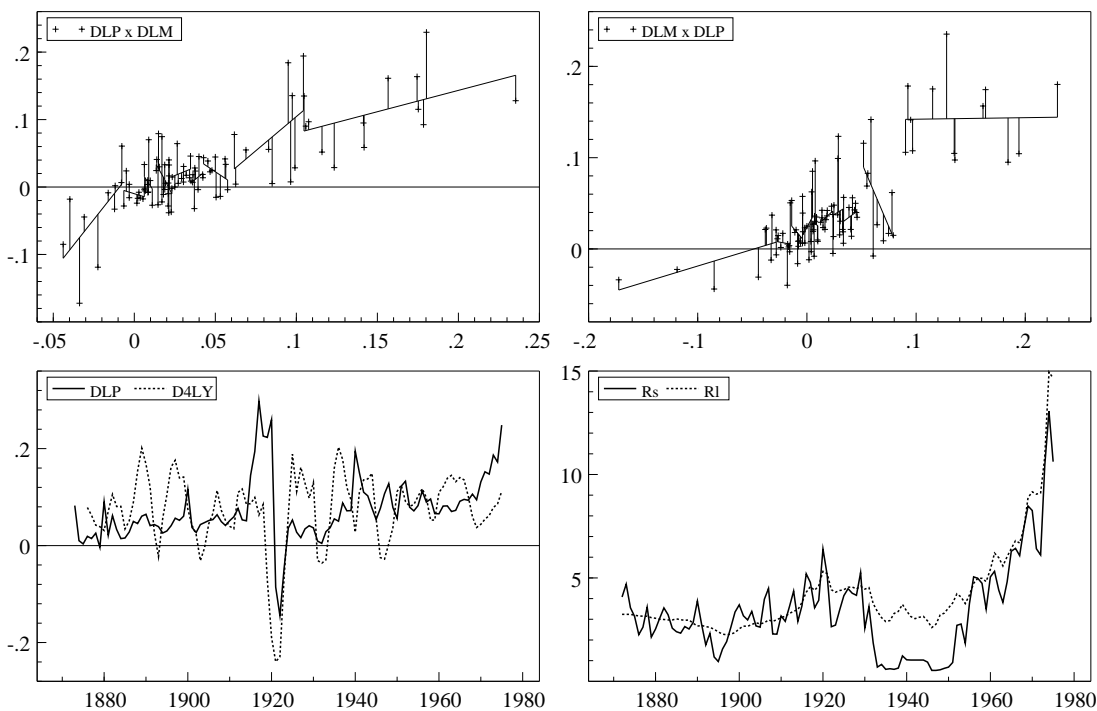 DLP x DLM
.2
.1
0
-.1
-.05 0 .05 .1 .15 .2 .25
DLM x DLP
.2
.1
0
-.2 -.1 0 .1 .2
DLP D4LY
.2
0
-.2
1880 1900 1920 1940 1960 1980
Rs Rl
15
10
5
1880 1900 1920 1940 1960 1980